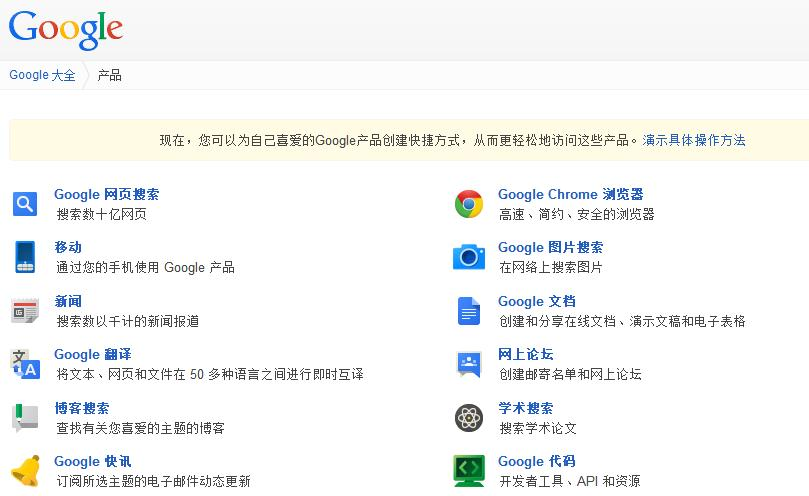 Google
Google 大全 产品
现在，您可以为自己喜爱的Google产品创建快捷方式，从而更轻松地访问这些产品。演示具体操作方法
Google 网页搜索
搜索数十亿网页
Google Chrome 浏览器
高速、简约、安全的浏览器
移动
通过您的手机使用 Google 产品
Google 图片搜索
在网络上搜索图片
新闻
搜索数以千计的新闻报道
Google 文档
创建和分享在线文档、演示文稿和电子表格
Google 翻译
将文本、网页和文件在 50 多种语言之间进行即时互译
网上论坛
创建邮寄名单和网上论坛
博客搜索
查找有关您喜爱的主题的博客
学术搜索
搜索学术论文
Google 快讯
订阅所选主题的电子邮件动态更新
Google 代码
开发者工具、API 和资源